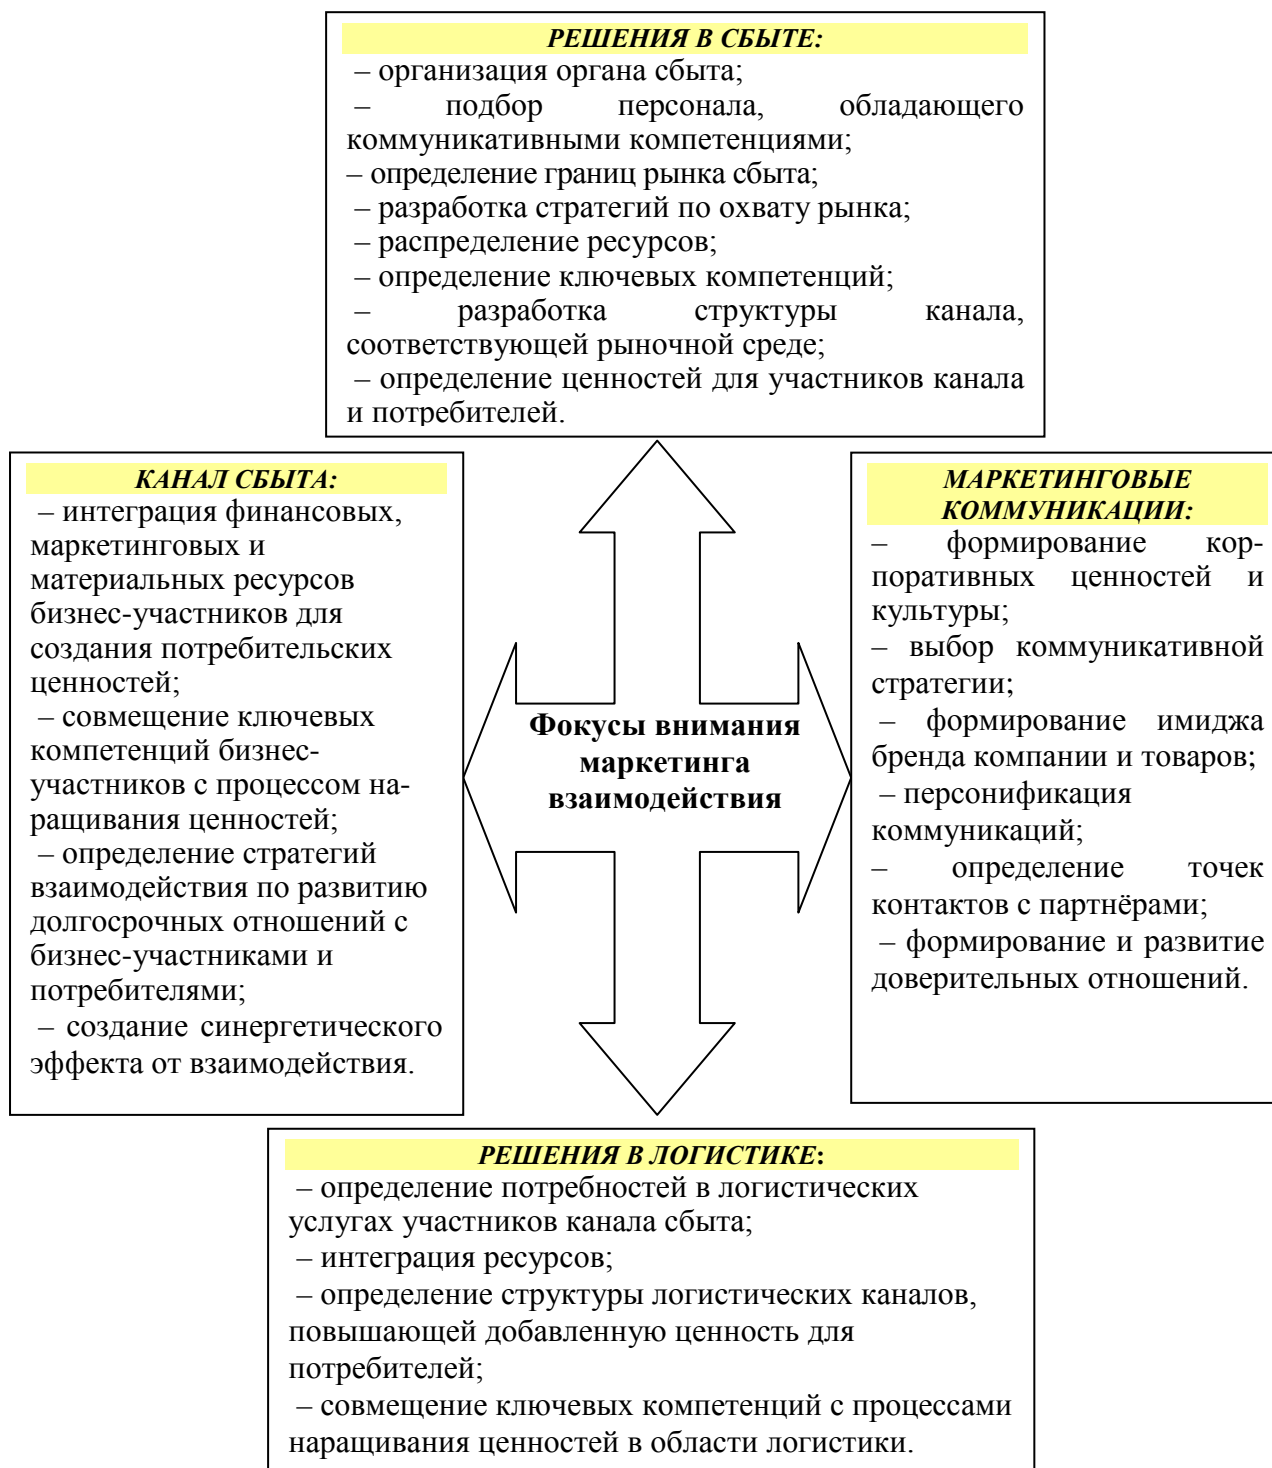 РЕШЕНИЯ В СБЫТЕ:
– организация органа сбыта;
– подбор персонала, обладающего
коммуникативными компетенциями;
– определение границ рынка сбыта;
– разработка стратегий по охвату рынка;
– распределение ресурсов;
– определение ключевых компетенций;
– разработка структуры канала,
соответствующей рыночной среде;
– определение ценностей для участников канала
и потребителей.
КАНАЛ СБЫТА:
– интеграция финансовых,
маркетинговых и
материальных ресурсов
бизнес-участников для
создания потребительских
ценностей;
– совмещение ключевых
компетенций бизнес-
участников с процессом на-
ращивания ценностей;
– определение стратегий
взаимодействия по развитию
долгосрочных отношений с
бизнес-участниками и
потребителями;
– создание синергетического
эффекта от взаимодействия.
Фокусы внимания
маркетинга
взаимодействия
МАРКЕТИНГОВЫЕ
КОММУНИКАЦИИ:
– формирование кор-
поративных ценностей и
культуры;
– выбор коммуникативной
стратегии;
– формирование имиджа
бренда компании и товаров;
– персонификация
коммуникаций;
– определение точек
контактов с партнёрами;
– формирование и развитие
доверительных отношений.
РЕШЕНИЯ В ЛОГИСТИКЕ:
– определение потребностей в логистических
услугах участников канала сбыта;
– интеграция ресурсов;
– определение структуры логистических каналов,
повышающей добавленную ценность для
потребителей;
– совмещение ключевых компетенций с процессами
наращивания ценностей в области логистики.